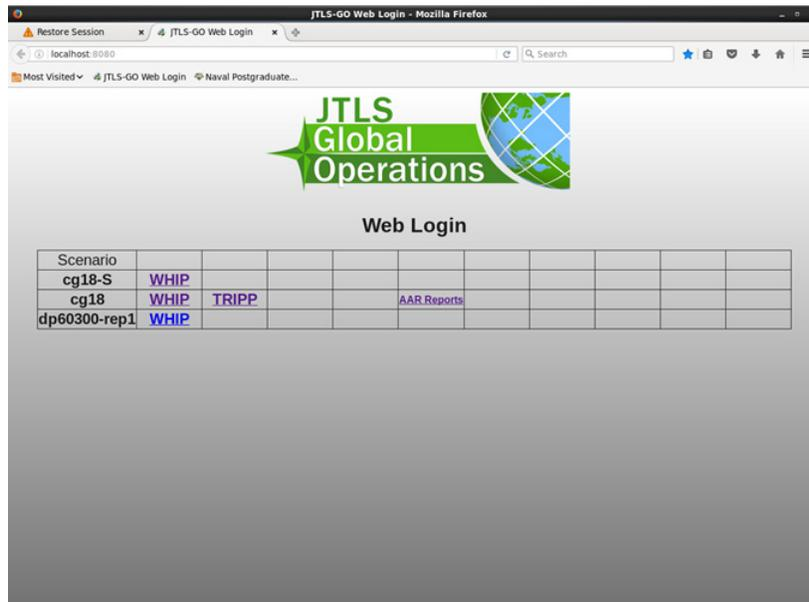 JTLS-GO Web Login - Mozilla Firefox
Restore Session
JTLS-GO Web Login
localhost:8080
Search
Most Visited
JTLS-GO Web Login
Naval Postgraduate...
JTLS
Global
Operations
Web Login
Scenario
cg18-S WHIP
cg18 WHIP TRIPP AAR Reports
dp60300-rep1 WHIP